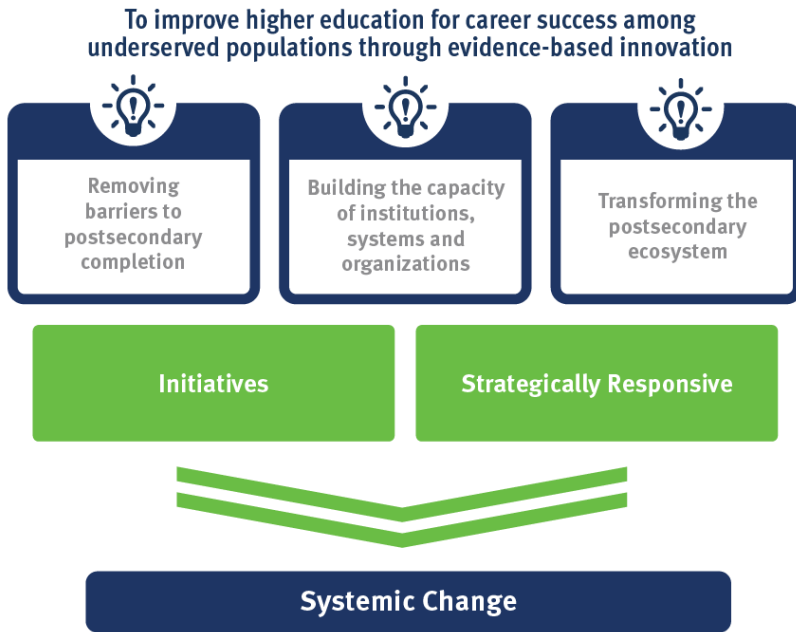 To improve higher education for career success among
underserved populations through evidence-based innovation
Removing
barriers to
postsecondary
completion
Building the capacity
of institutions,
systems and
organizations
Transforming the
postsecondary
ecosystem
Initiatives
Strategically Responsive
Systemic Change